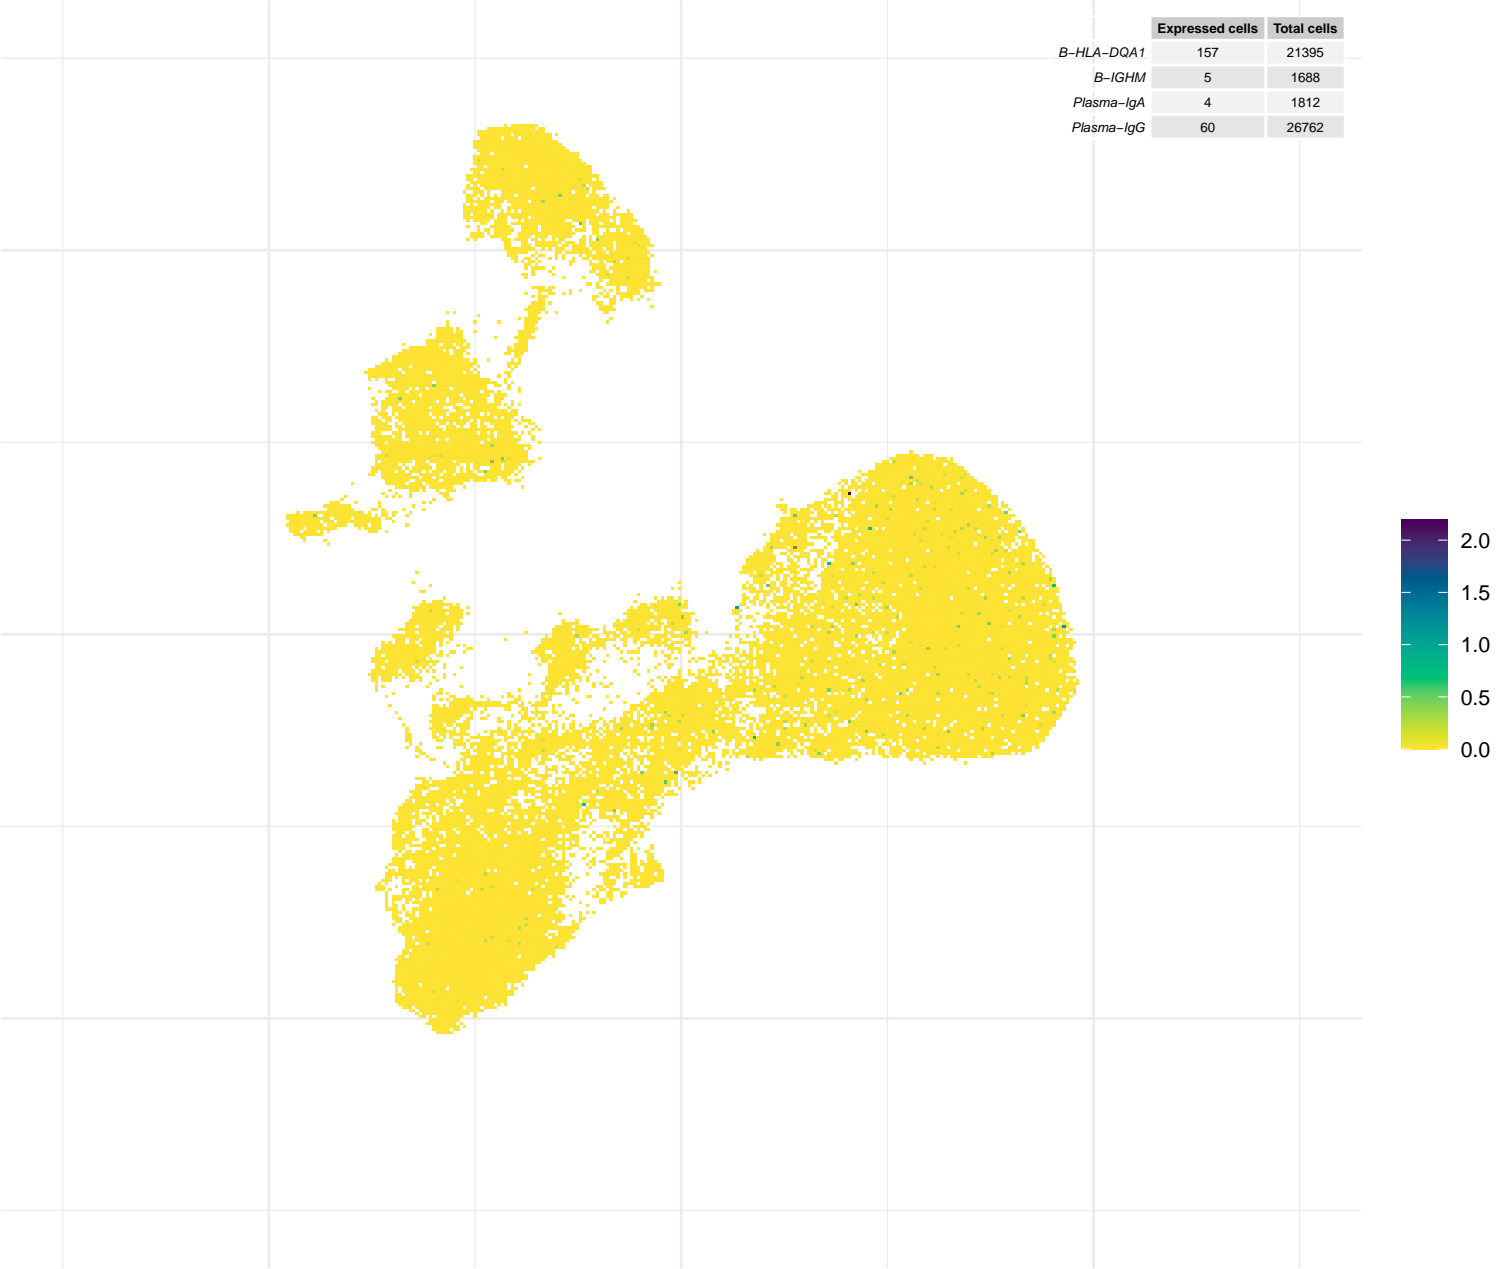 Expressed cells Total cells
B−HLA−DQA1 157 21395
B−IGHM 5 1688
Plasma−IgA 4 1812
Plasma−IgG 60 26762
2.0
1.5
1.0
0.5
0.0